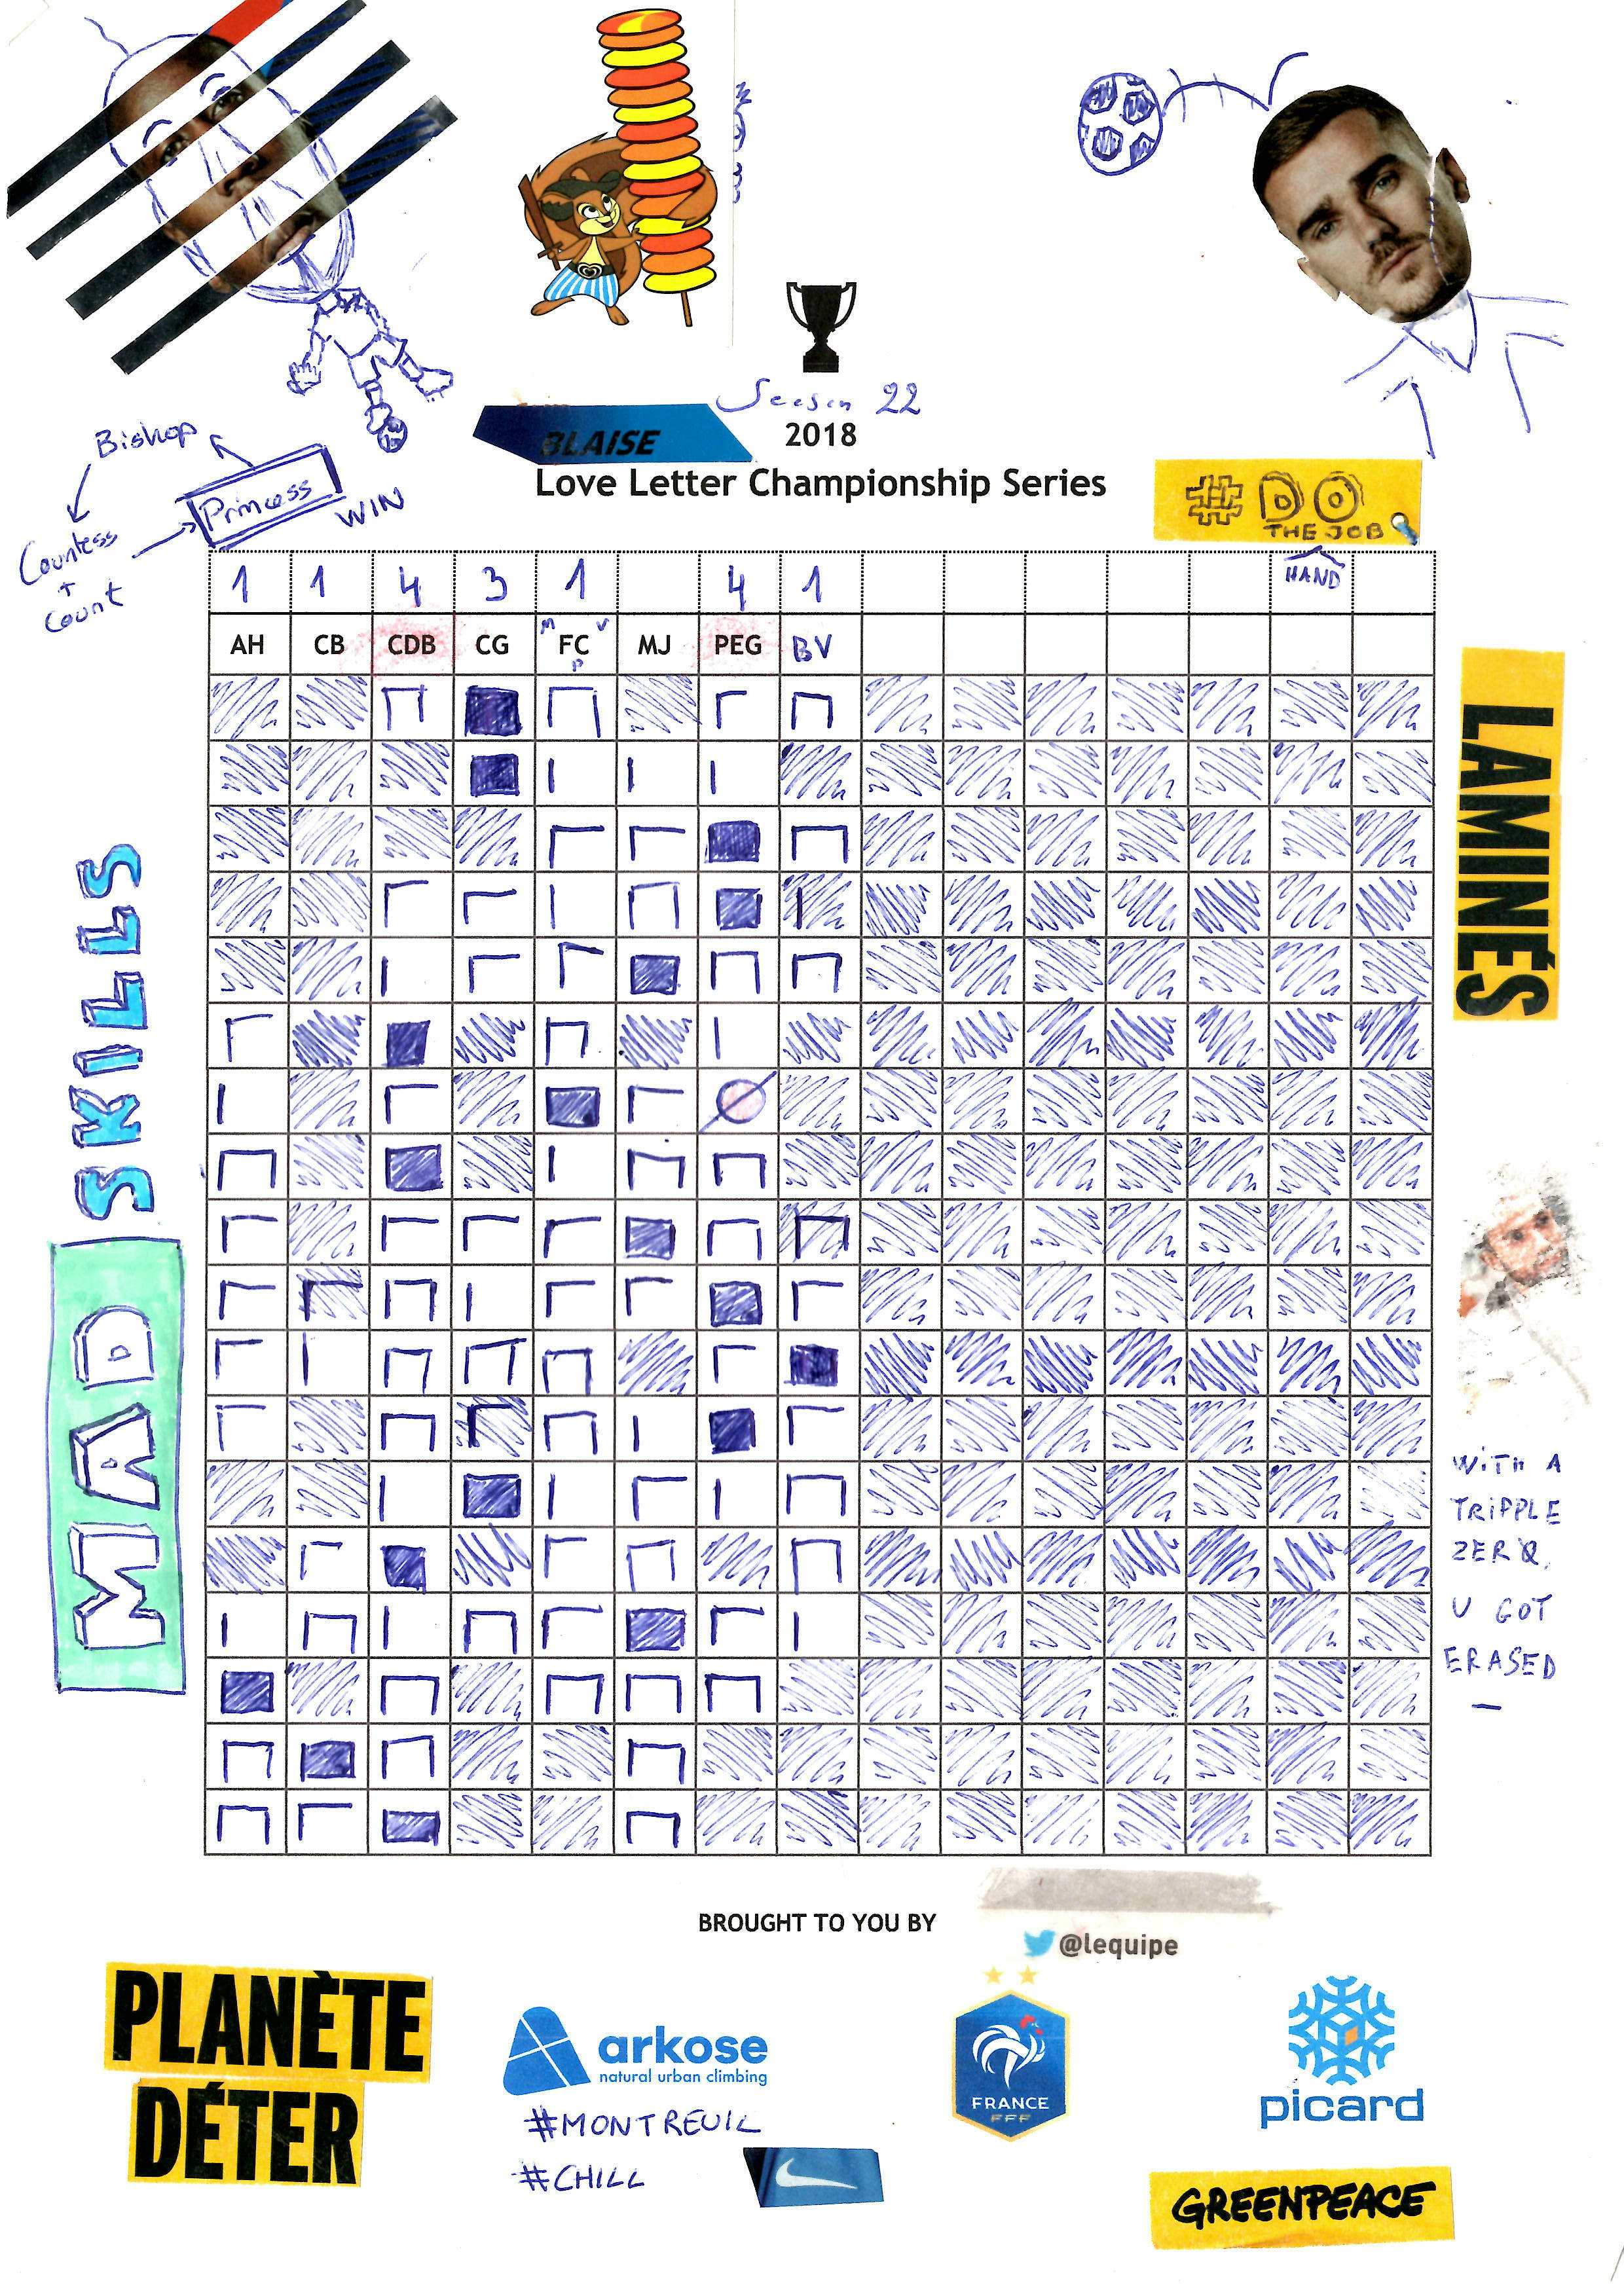 Season 22
BLAISE
2018
Love Letter Championship Series
Bishop
Princess
WIN
Countess
+
Count
#DO
THE JOB
HAND
1 1 4 3 1 4 1
AH CB CDB CG M FC V P MJ PEG BV
LAMINÉS
MAD SKILLS
WITH A
TRIPPLE
ZERO,
U GOT
ERASED
BROUGHT TO YOU BY
@lequipe
PLANÈTE
DÉTER
arkose
natural urban climbing
#MONTREUIL
#CHILL
FRANCE
FFF
picard
GREENPEACE